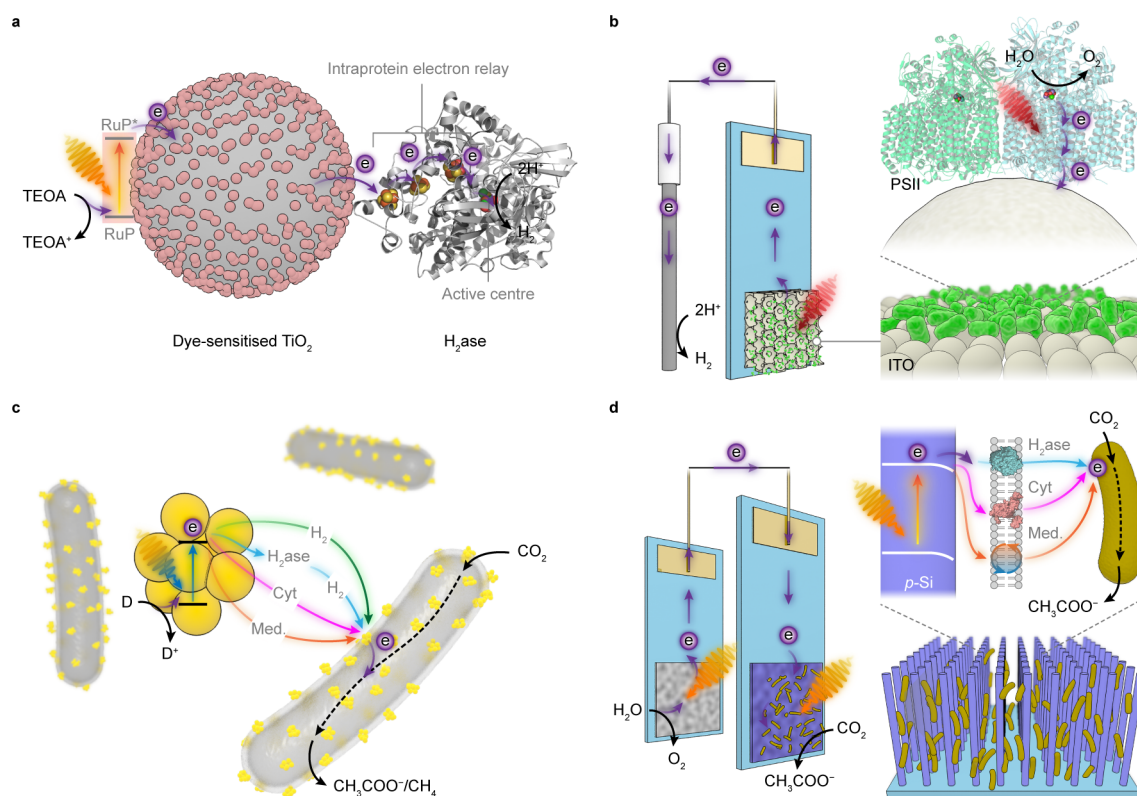 a
Intraprotein electron relay
RuP*
e
e
e
e
TEOA
2H⁺
TEOA⁺
RuP
H₂
Active centre
Dye-sensitised TiO₂
H₂ase
b
e
H₂O
O₂
e
e
PSII
e
e
2H⁺
H₂
ITO
c
e
H₂
CO₂
H₂ase
H₂
D
Cyt
D⁺
Med.
e
CH₃COO⁻/CH₄
d
e
CO₂
e
H₂ase
e
Cyt
Med.
p-Si
CH₃COO⁻
e
e
H₂O
CO₂
O₂
CH₃COO⁻